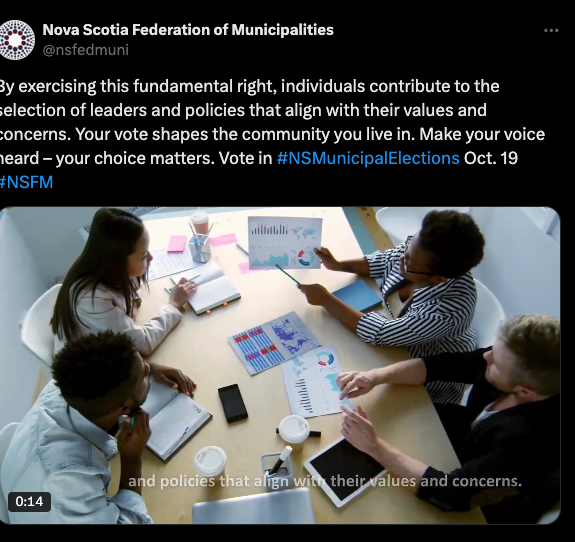 Nova Scotia Federation of Municipalities
@nsfedmuni
By exercising this fundamental right, individuals contribute to the
selection of leaders and policies that align with their values and
concerns. Your vote shapes the community you live in. Make your voice
heard – your choice matters. Vote in #NSMunicipalElections Oct. 19
#NSFM
and policies that align with their values and concerns.
0:14